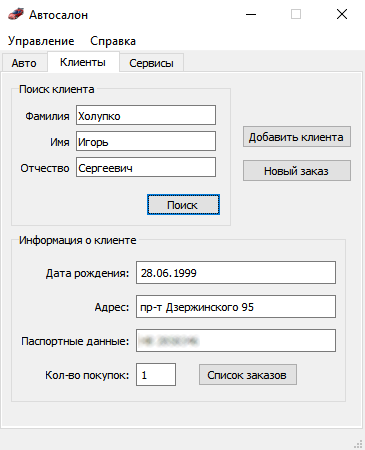 Автосалон
Управление Справка
Авто Клиенты Сервисы
Поиск клиента
Фамилия Холупко
Имя Игорь
Отчество Сергеевич
Поиск
Добавить клиента
Новый заказ
Информация о клиенте
Дата рождения: 28.06.1999
Адрес: пр-т Дзержинского 95
Паспортные данные:
Кол-во покупок: 1 Список заказов